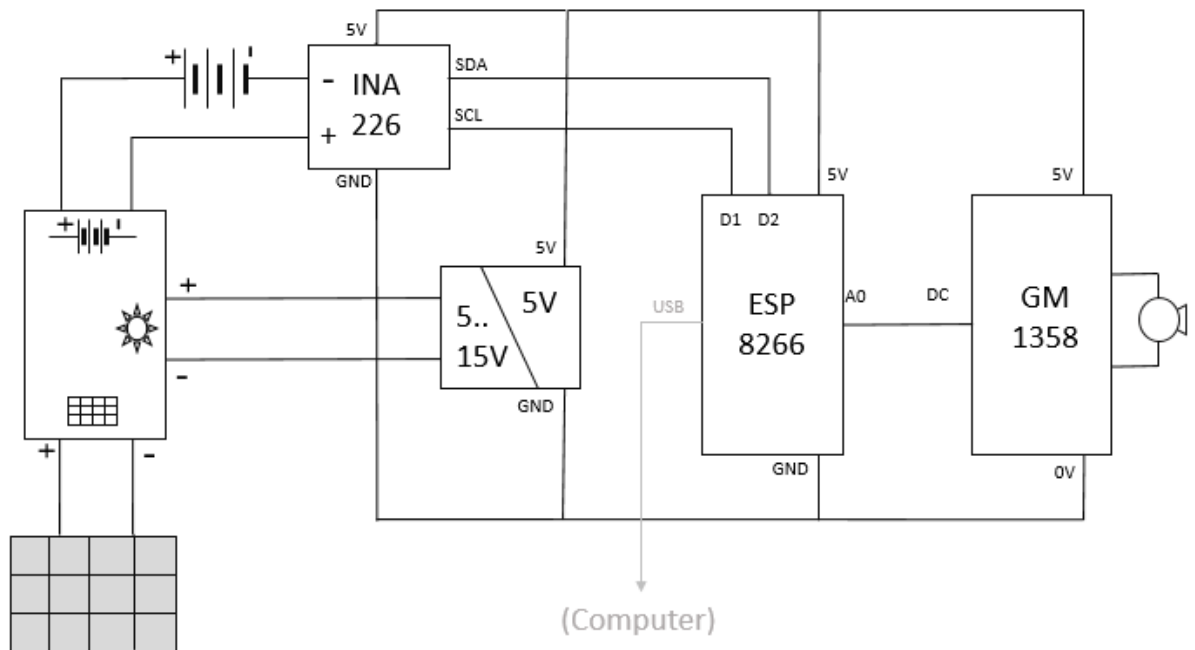 5V
+
-
INA
226
-
+
SDA
SCL
GND
5V
5V
+
-
D1
D2
5V
+
5..
15V
5V
USB
ESP
8266
A0
DC
GM
1358
-
GND
GND
0V
+
-
(Computer)